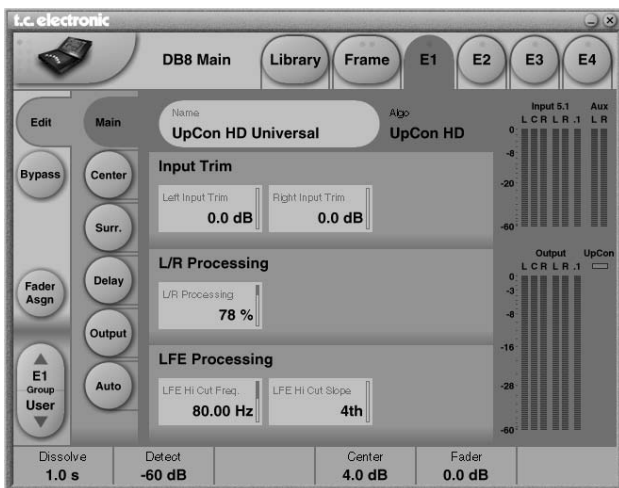 t.c. electronic
DB8 Main
Library
Frame
E1
E2
E3
E4
Edit
Main
Name
UpCon HD Universal
Algo
UpCon HD
Input 5.1
Aux
L C R L R .1
L R
0
-8
-20
-60
Bypass
Center
Input Trim
Left Input Trim
0.0 dB
Right Input Trim
0.0 dB
Surr.
Fader
Asgn
Delay
L/R Processing
L/R Processing
78 %
Output
UpCon
L C R L R .1
0
-3
-8
-16
-28
-60
Output
E1
Group
User
Auto
LFE Processing
LFE Hi Cut Freq.
80.00 Hz
LFE Hi Cut Slope
4th
Dissolve
1.0 s
Detect
-60 dB
Center
4.0 dB
Fader
0.0 dB